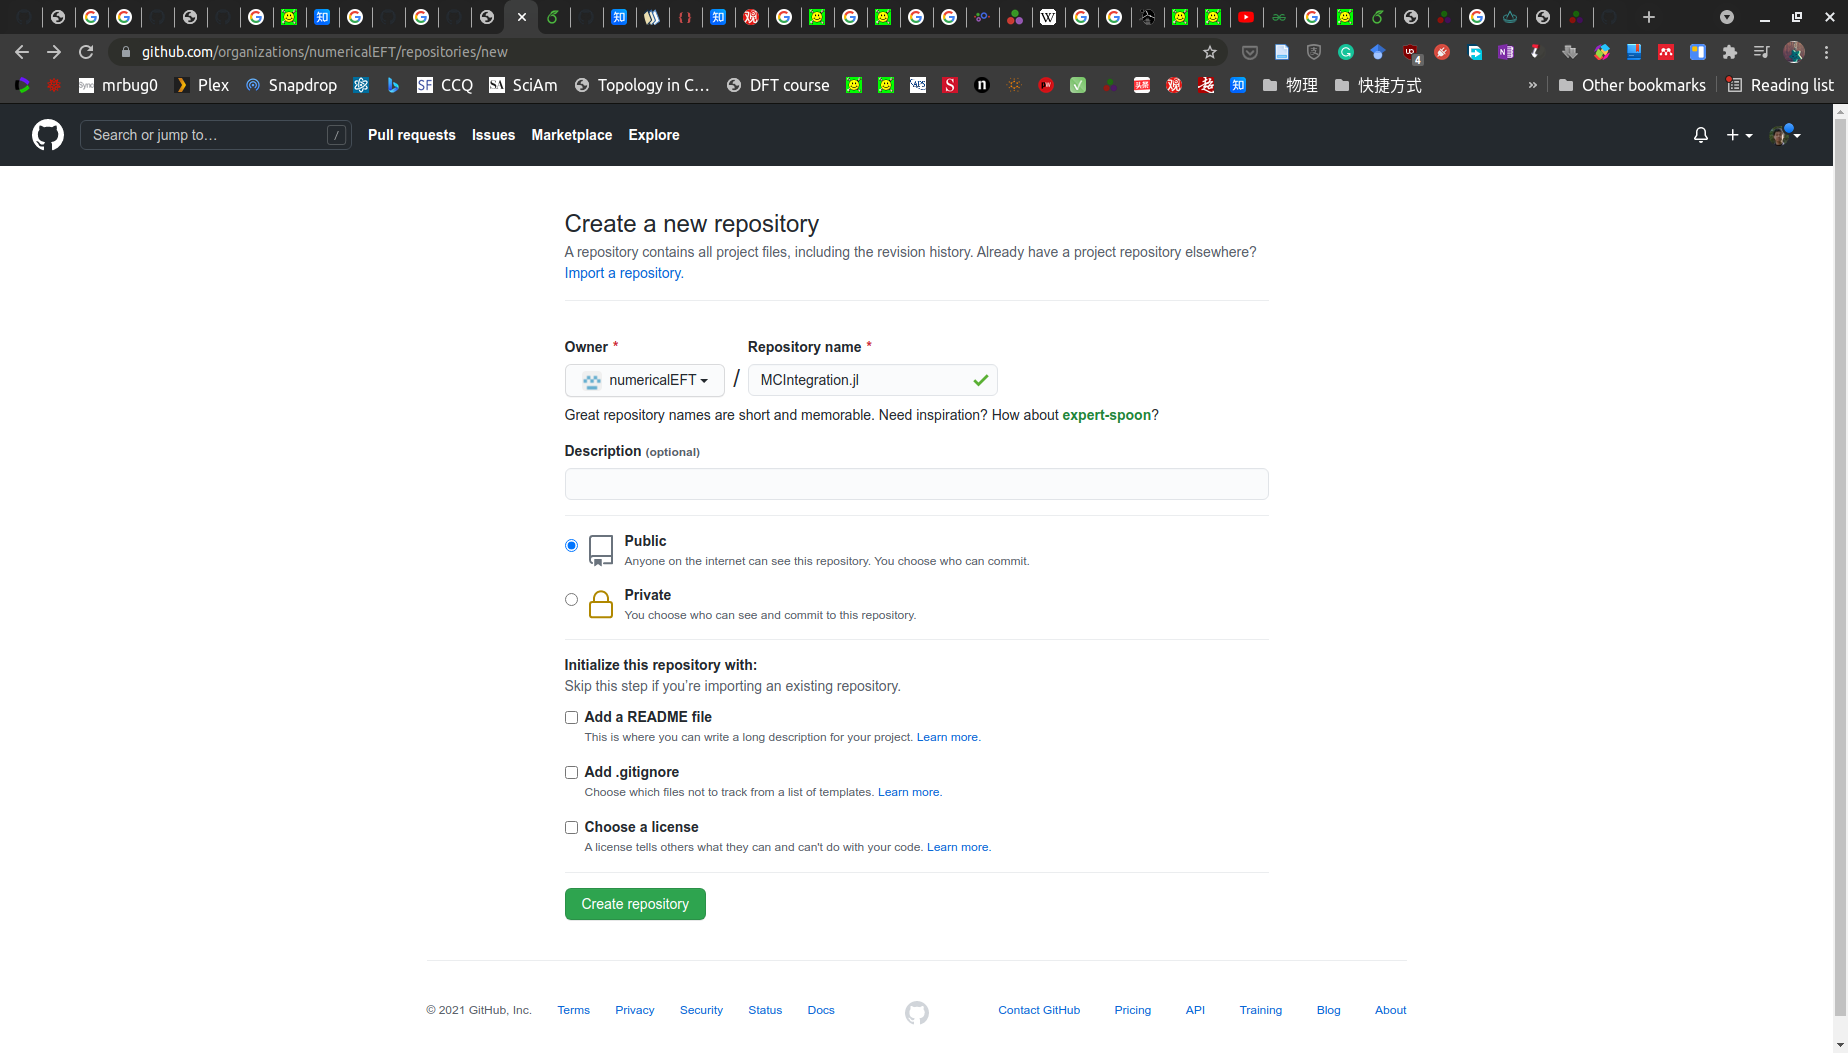 github.com/organizations/numericalEFT/repositories/new
4
mrbug0 Plex Snapdrop SF CCQ SA SciAm Topology in C… DFT course 知 物理 快捷方式 » Other bookmarks Reading list
Search or jump to… / Pull requests Issues Marketplace Explore
Create a new repository
A repository contains all project files, including the revision history. Already have a project repository elsewhere?
Import a repository.
Owner * Repository name *
numericalEFT / MCIntegration.jl
Great repository names are short and memorable. Need inspiration? How about expert-spoon?
Description (optional)
Public
Anyone on the internet can see this repository. You choose who can commit.
Private
You choose who can see and commit to this repository.
Initialize this repository with:
Skip this step if you’re importing an existing repository.
Add a README file
This is where you can write a long description for your project. Learn more.
Add .gitignore
Choose which files not to track from a list of templates. Learn more.
Choose a license
A license tells others what they can and can't do with your code. Learn more.
Create repository
© 2021 GitHub, Inc. Terms Privacy Security Status Docs Contact GitHub Pricing API Training Blog About